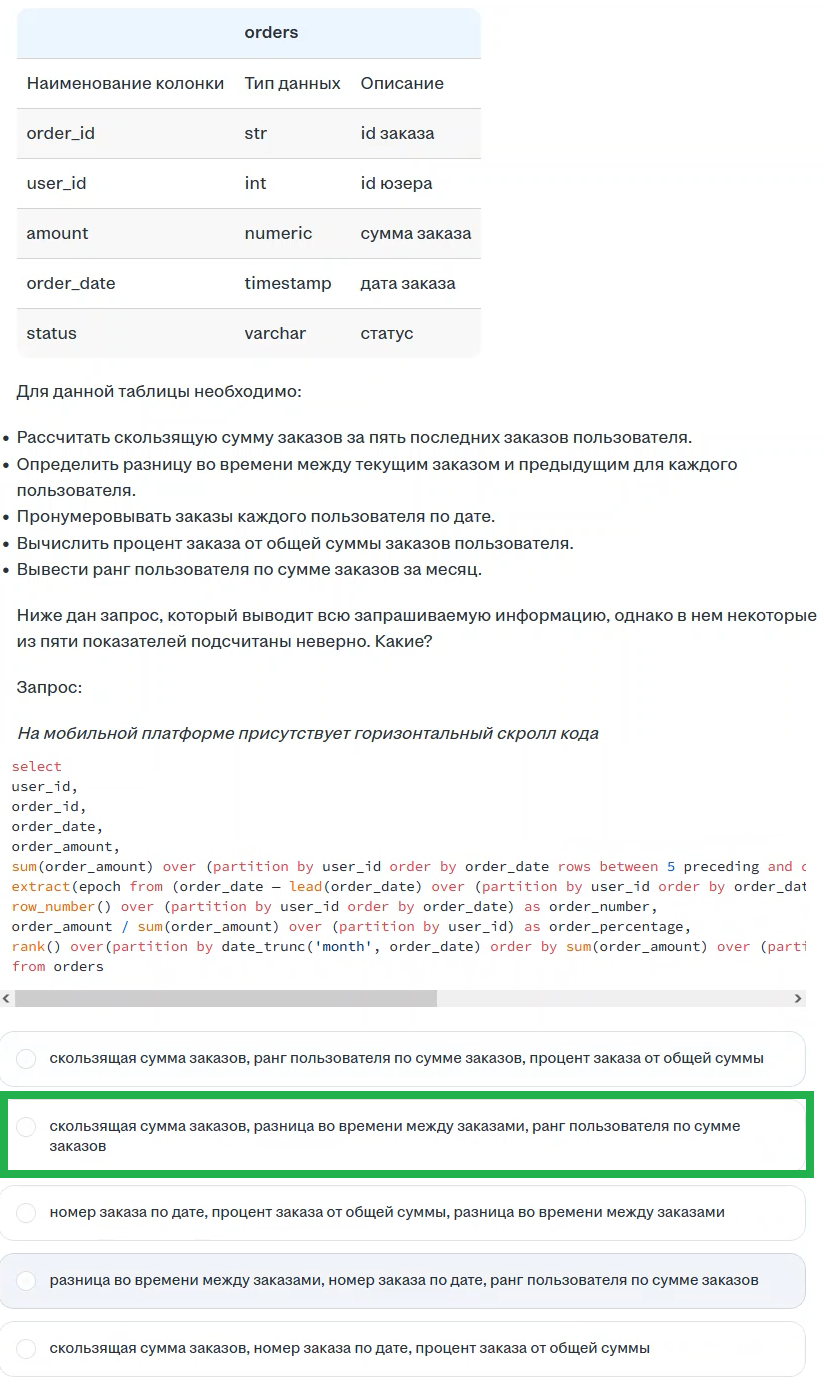 orders
Наименование колонки Тип данных Описание
order_id str id заказа
user_id int id юзера
amount numeric сумма заказа
order_date timestamp дата заказа
status varchar статус
Для данной таблицы необходимо:
• Рассчитать скользящую сумму заказов за пять последних заказов пользователя.
• Определить разницу во времени между текущим заказом и предыдущим для каждого
пользователя.
• Пронумеровывать заказы каждого пользователя по дате.
• Вычислить процент заказа от общей суммы заказов пользователя.
• Вывести ранг пользователя по сумме заказов за месяц.
Ниже дан запрос, который выводит всю запрашиваемую информацию, однако в нем некоторые
из пяти показателей подсчитаны неверно. Какие?
Запрос:
На мобильной платформе присутствует горизонтальный скролл кода
select
user_id,
order_id,
order_date,
order_amount,
sum(order_amount) over (partition by user_id order by order_date rows between 5 preceding and c
extract(epoch from (order_date — lead(order_date) over (partition by user_id order by order_dat
row_number() over (partition by user_id order by order_date) as order_number,
order_amount / sum(order_amount) over (partition by user_id) as order_percentage,
rank() over(partition by date_trunc('month', order_date) order by sum(order_amount) over (parti
from orders
скользящая сумма заказов, ранг пользователя по сумме заказов, процент заказа от общей суммы
скользящая сумма заказов, разница во времени между заказами, ранг пользователя по сумме
заказов
номер заказа по дате, процент заказа от общей суммы, разница во времени между заказами
разница во времени между заказами, номер заказа по дате, ранг пользователя по сумме заказов
скользящая сумма заказов, номер заказа по дате, процент заказа от общей суммы